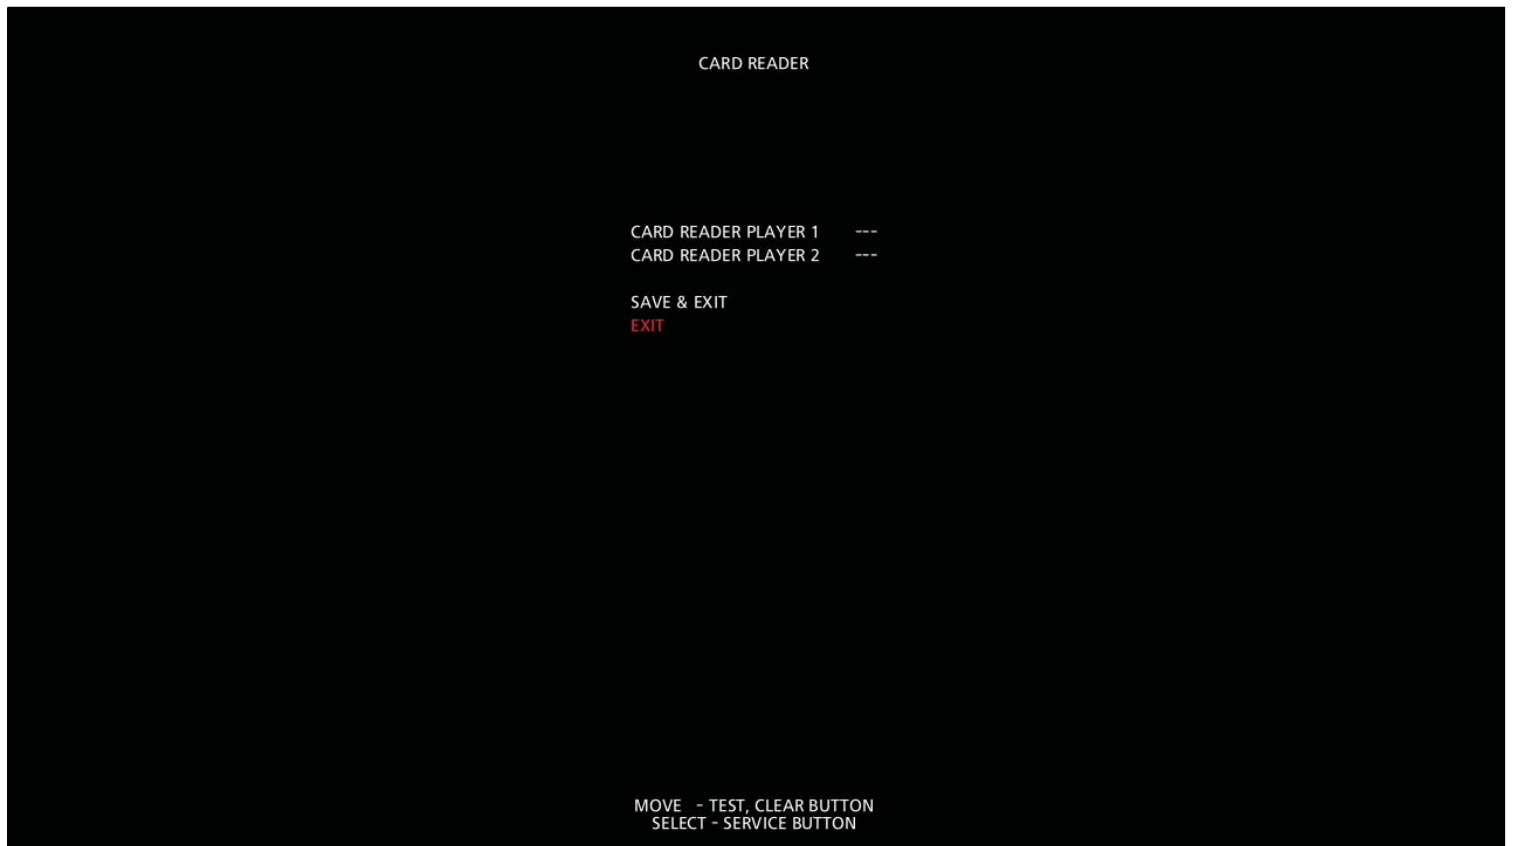 CARD READER
CARD READER PLAYER 1 ---
CARD READER PLAYER 2 ---
SAVE & EXIT
EXIT
MOVE - TEST, CLEAR BUTTON
SELECT - SERVICE BUTTON